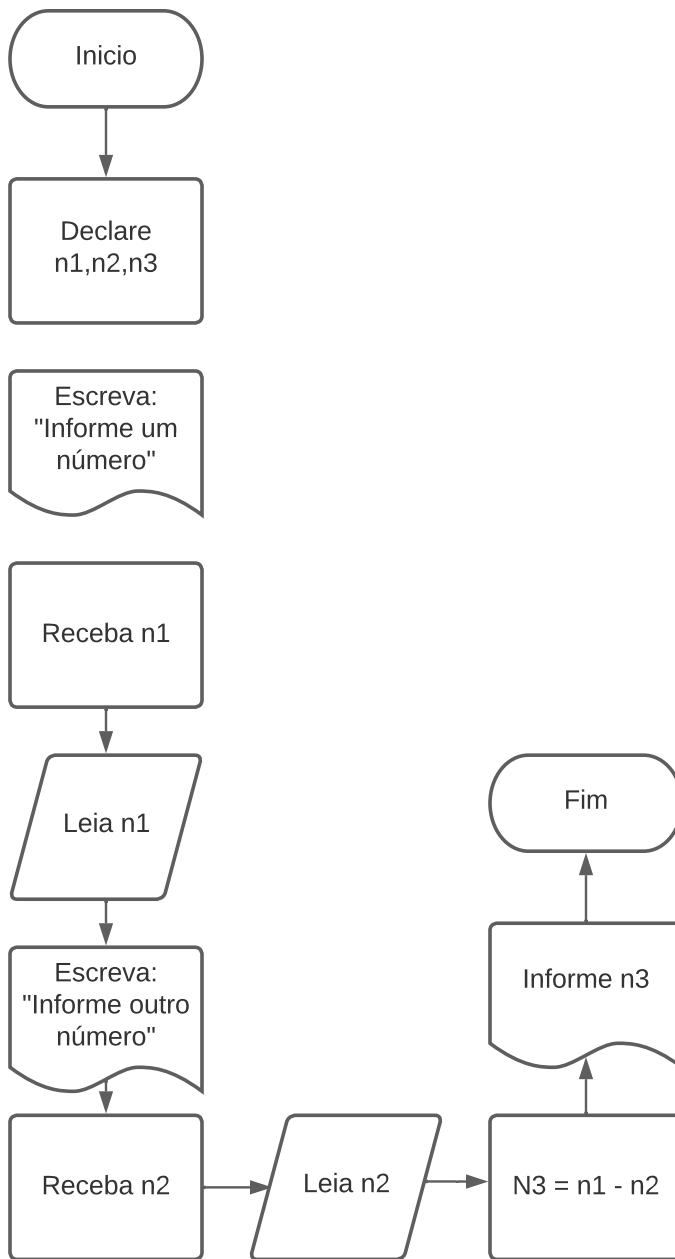 Inicio
Declare
n1,n2,n3
Escreva:
"Informe um
número"
Receba n1
Leia n1
Escreva:
"Informe outro
número"
Receba n2
Leia n2
N3 = n1 - n2
Informe n3
Fim